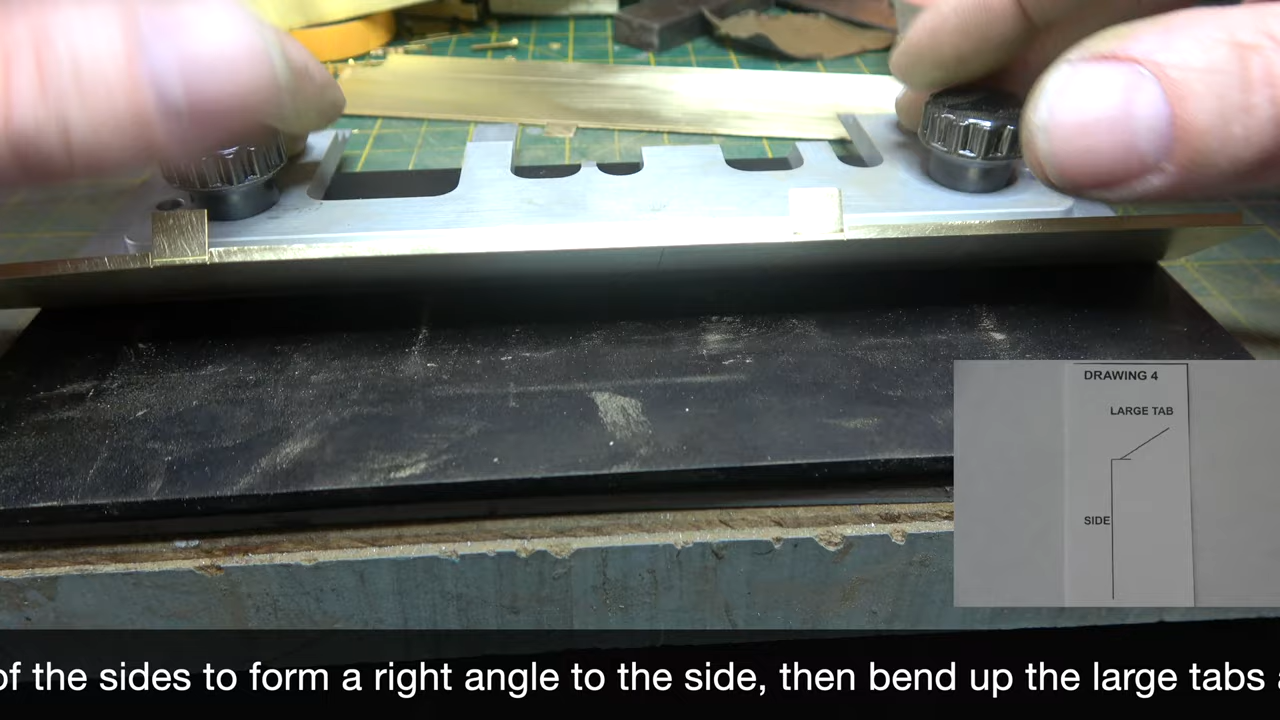 DRAWING 4
LARGE TAB
SIDE
of the sides to form a right angle to the side, then bend up the large tabs